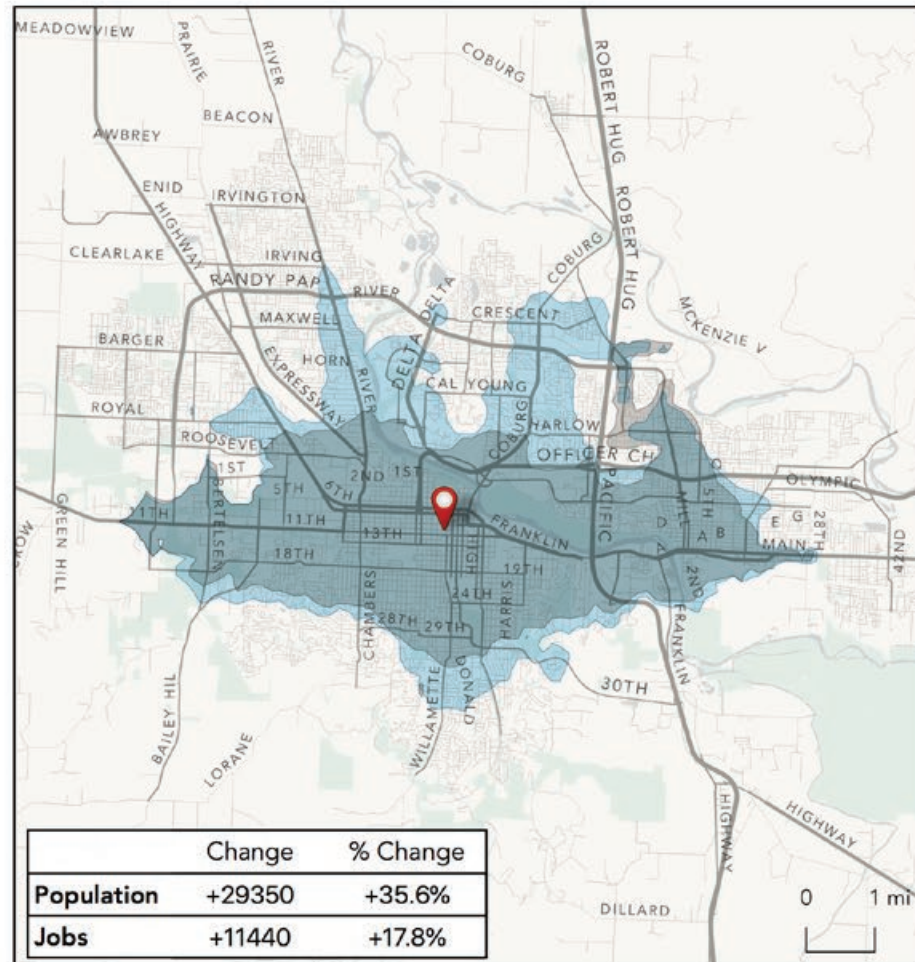 MEADOWVIEW
PRAIRIE
RIVER
COBURG
ROBERT HUG
ROBERT HUG
BEACON
AWBREY
ENID
IRVINGTON
HIGHWAY
CLEARLAKE
IRVING
COBURG
RANDY PAP
RIVER
DELTA
DELTA
MAXWELL
CRESCENT
MCKENZIE V
BARGER
EXPRESSWAY
HORN
RIVER
CAL YOUNG
ROYAL
COBURG
HARLOW
ROOSEVELT
OFFICER CH
PACIFIC
1ST
2ND
1ST
Q
OLYMPIC
GREEN HILL
BERTELSEN
5TH
6TH
MILL
5TH
1TH
11TH
13TH
FRANKLIN
D
A
B
E
G
28TH
42ND
MAIN
18TH
HIGH
19TH
A
2ND
CHAMBERS
24TH
HARRIS
28TH
29TH
FRANKLIN
WILLAMETTE
DONALD
30TH
BAILEY HIL
LORANE
HIGHWAY
HIGHWAY
DILLARD
0 1 mi
Change % Change
Population +29350 +35.6%
Jobs +11440 +17.8%